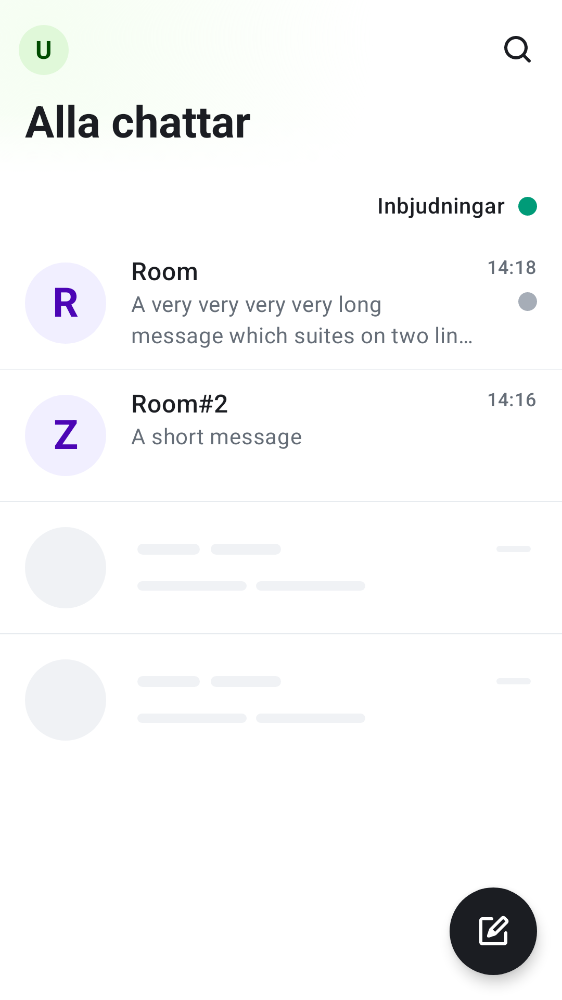 U
Alla chattar
Inbjudningar
R
Room
14:18
A very very very very long
message which suites on two lin…
Z
Room#2
14:16
A short message